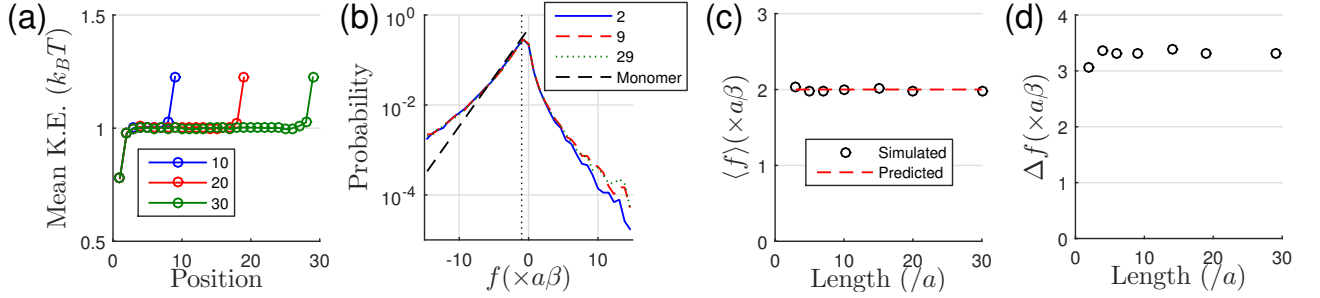 (a)
Mean K.E. (k_BT)
1.5
1
0.5
0 10 20 30
Position
10
20
30
(b)
Probability
10^0
10^-2
10^-4
-10 0 10
f(×aβ)
2
9
29
Monomer
(c)
⟨f⟩(×aβ)
3
2
1
0
0 10 20 30
Length (/a)
Simulated
Predicted
(d)
Δf(×aβ)
4
3
2
1
0
0 10 20 30
Length (/a)